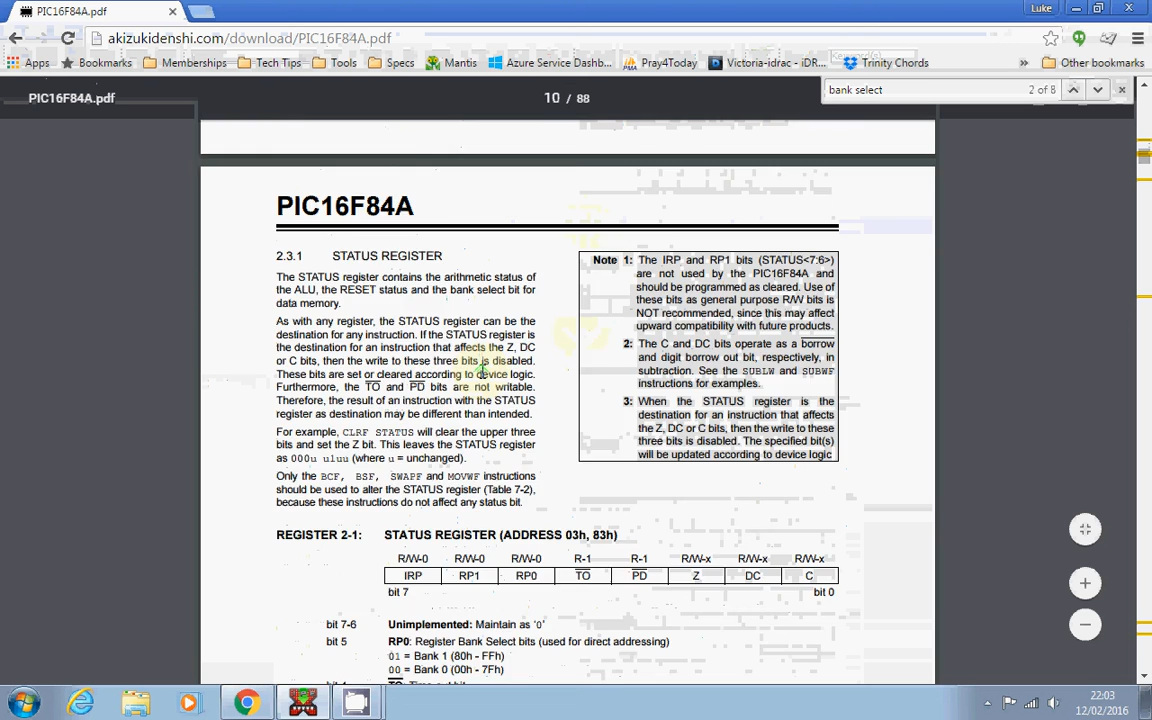 PIC16F84A.pdf
Luke
akizukidenshi.com/download/PIC16F84A.pdf
Apps Bookmarks Memberships Tech Tips Tools Specs Mantis Azure Service Dashb... Pray4Today Victoria-idrac - iDR... Trinity Chords » Other bookmarks
PIC16F84A.pdf
10 / 88
bank select 2 of 8
PIC16F84A
2.3.1 STATUS REGISTER
The STATUS register contains the arithmetic status of
the ALU, the RESET status and the bank select bit for
data memory.
As with any register, the STATUS register can be the
destination for any instruction. If the STATUS register is
the destination for an instruction that affects the Z, DC
or C bits, then the write to these three bits is disabled.
These bits are set or cleared according to device logic.
Furthermore, the TO and PD bits are not writable.
Therefore, the result of an instruction with the STATUS
register as destination may be different than intended.
For example, CLRF STATUS will clear the upper three
bits and set the Z bit. This leaves the STATUS register
as 000u u1uu (where u = unchanged).
Only the BCF, BSF, SWAPF and MOVWF instructions
should be used to alter the STATUS register (Table 7-2),
because these instructions do not affect any status bit.
Note 1: The IRP and RP1 bits (STATUS<7:6>)
are not used by the PIC16F84A and
should be programmed as cleared. Use of
these bits as general purpose R/W bits is
NOT recommended, since this may affect
upward compatibility with future products.
2: The C and DC bits operate as a borrow
and digit borrow out bit, respectively, in
subtraction. See the SUBLW and SUBWF
instructions for examples.
3: When the STATUS register is the
destination for an instruction that affects
the Z, DC or C bits, then the write to these
three bits is disabled. The specified bit(s)
will be updated according to device logic
REGISTER 2-1: STATUS REGISTER (ADDRESS 03h, 83h)
R/W-0 R/W-0 R/W-0 R-1 R-1 R/W-x R/W-x R/W-x
IRP RP1 RP0 TO PD Z DC C
bit 7 bit 0
bit 7-6 Unimplemented: Maintain as '0'
bit 5 RP0: Register Bank Select bits (used for direct addressing)
01 = Bank 1 (80h - FFh)
00 = Bank 0 (00h - 7Fh)
22:03
12/02/2016